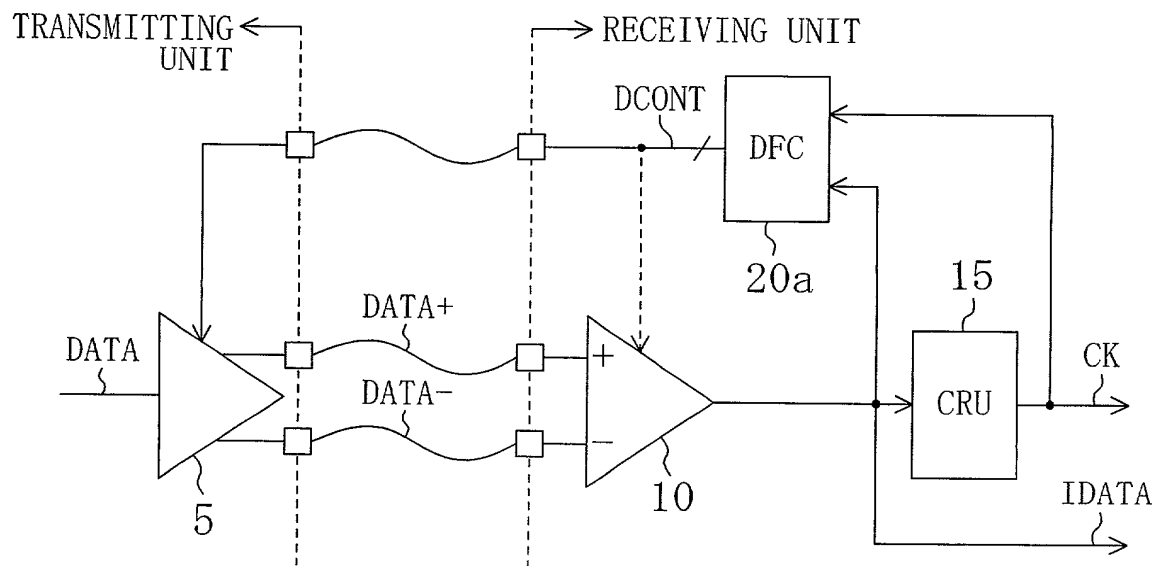 TRANSMITTING
UNIT
RECEIVING UNIT
DCONT
DFC
20a
15
DATA+
DATA
+
CK
DATA-
CRU
-
5
10
IDATA